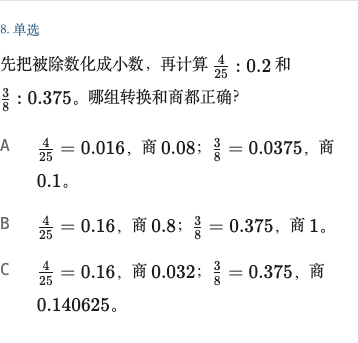 8. 单选
先把被除数化成小数，再计算 4/25 : 0.2 和
3/8 : 0.375。哪组转换和商都正确?
A 4/25 = 0.016，商 0.08；3/8 = 0.0375，商
0.1。
B 4/25 = 0.16，商 0.8；3/8 = 0.375，商 1。
C 4/25 = 0.16，商 0.032；3/8 = 0.375，商
0.140625。